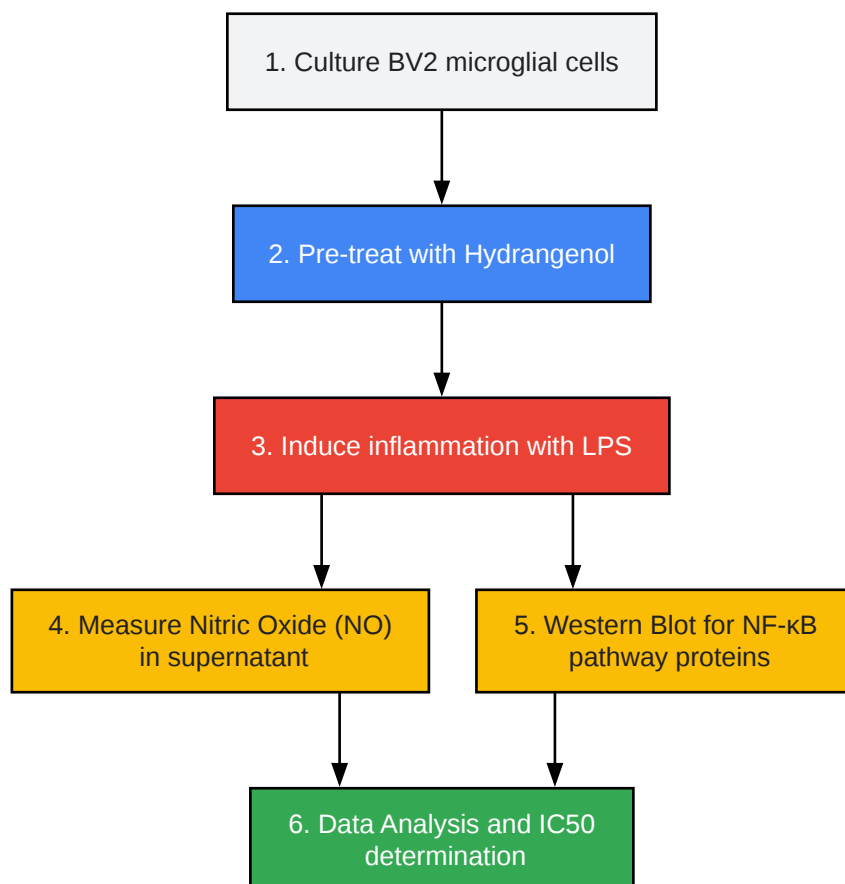 1. Culture BV2 microglial cells
2. Pre-treat with Hydrangenol
3. Induce inflammation with LPS
4. Measure Nitric Oxide (NO)
in supernatant
5. Western Blot for NF-κB
pathway proteins
6. Data Analysis and IC50
determination